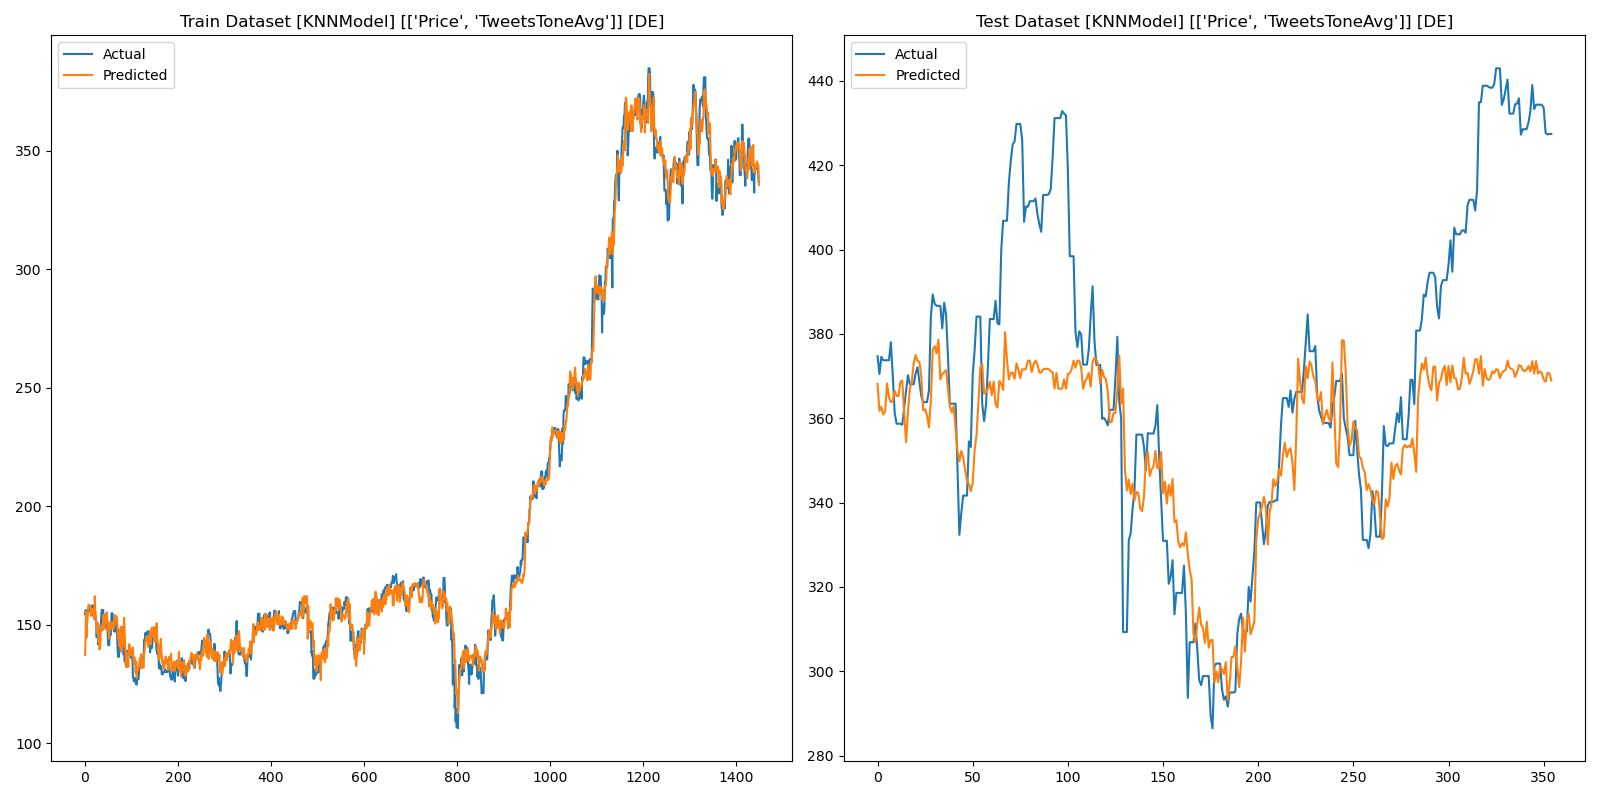 Train Dataset [KNNModel] [['Price', 'TweetsToneAvg']] [DE]
Actual
Predicted
350
300
250
200
150
100
0 200 400 600 800 1000 1200 1400
Test Dataset [KNNModel] [['Price', 'TweetsToneAvg']] [DE]
Actual
Predicted
440
420
400
380
360
340
320
300
280
0 50 100 150 200 250 300 350